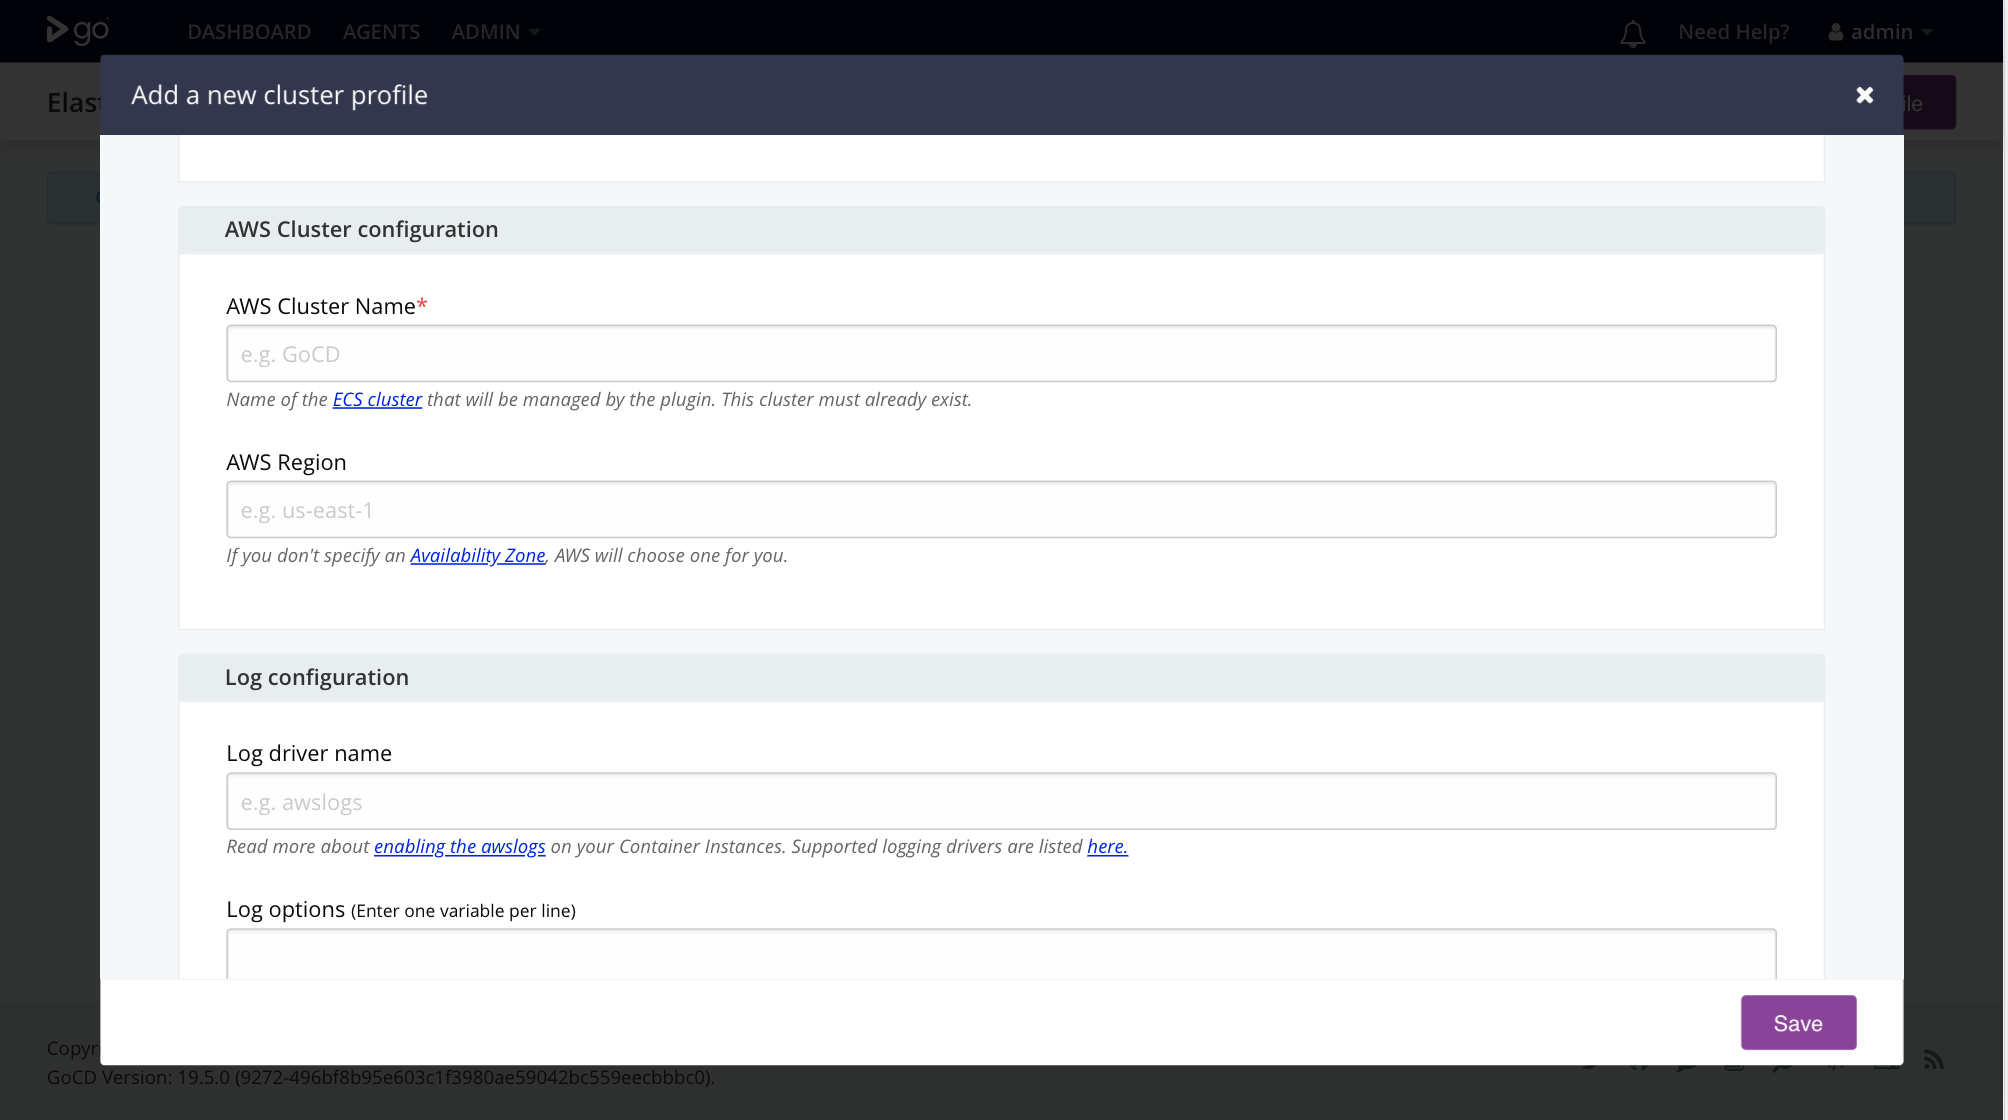 go
DASHBOARD AGENTS ADMIN
Need Help? admin
Add a new cluster profile
AWS Cluster configuration
AWS Cluster Name*
e.g. GoCD
Name of the ECS cluster that will be managed by the plugin. This cluster must already exist.
AWS Region
e.g. us-east-1
If you don't specify an Availability Zone, AWS will choose one for you.
Log configuration
Log driver name
e.g. awslogs
Read more about enabling the awslogs on your Container Instances. Supported logging drivers are listed here.
Log options (Enter one variable per line)
Save
GoCD Version: 19.5.0 (9272-496bf8b95e603c1f3980ae59042bc559eecbbbc0).